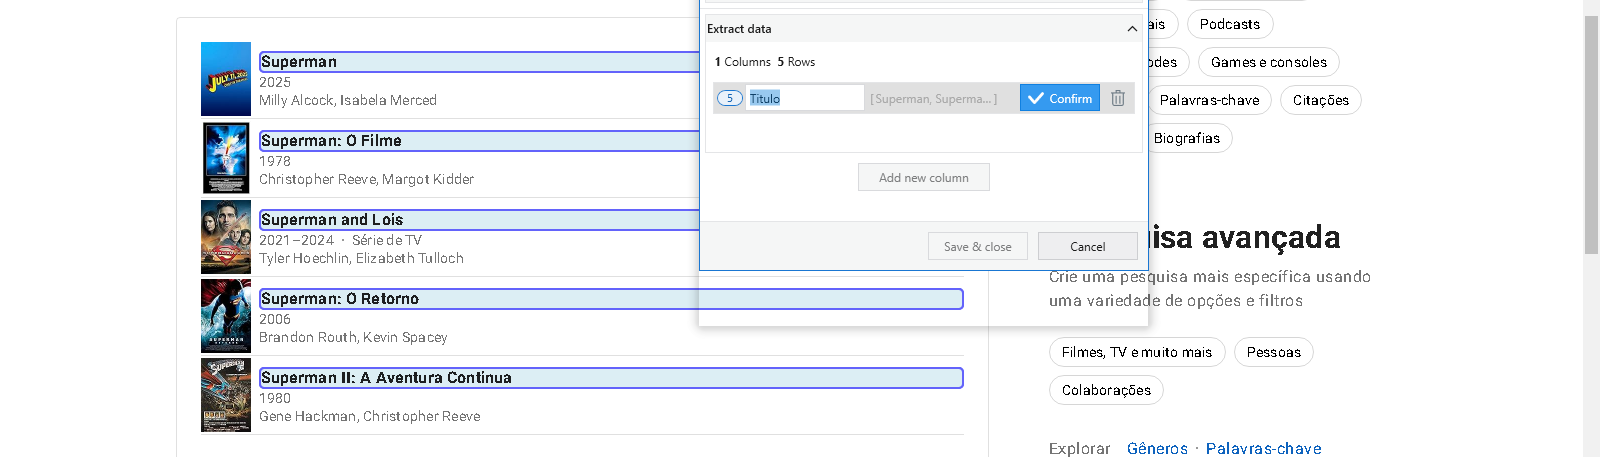 Superman
2025
Milly Alcock, Isabela Merced
JULY 11, 2025
Superman: O Filme
1978
Christopher Reeve, Margot Kidder
Superman and Lois
2021–2024 · Série de TV
Tyler Hoechlin, Elizabeth Tulloch
Superman: O Retorno
2006
Brandon Routh, Kevin Spacey
Superman II: A Aventura Continua
1980
Gene Hackman, Christopher Reeve
Extract data
1 Columns 5 Rows
5 Titulo [Superman, Superma... ] Confirm
Add new column
Save & close Cancel
Podcasts
Games e consoles
Palavras-chave Citações
Biografias
isa avançada
Crie uma pesquisa mais específica usando
uma variedade de opções e filtros
Filmes, TV e muito mais Pessoas
Colaborações
Explorar Gêneros · Palavras-chave